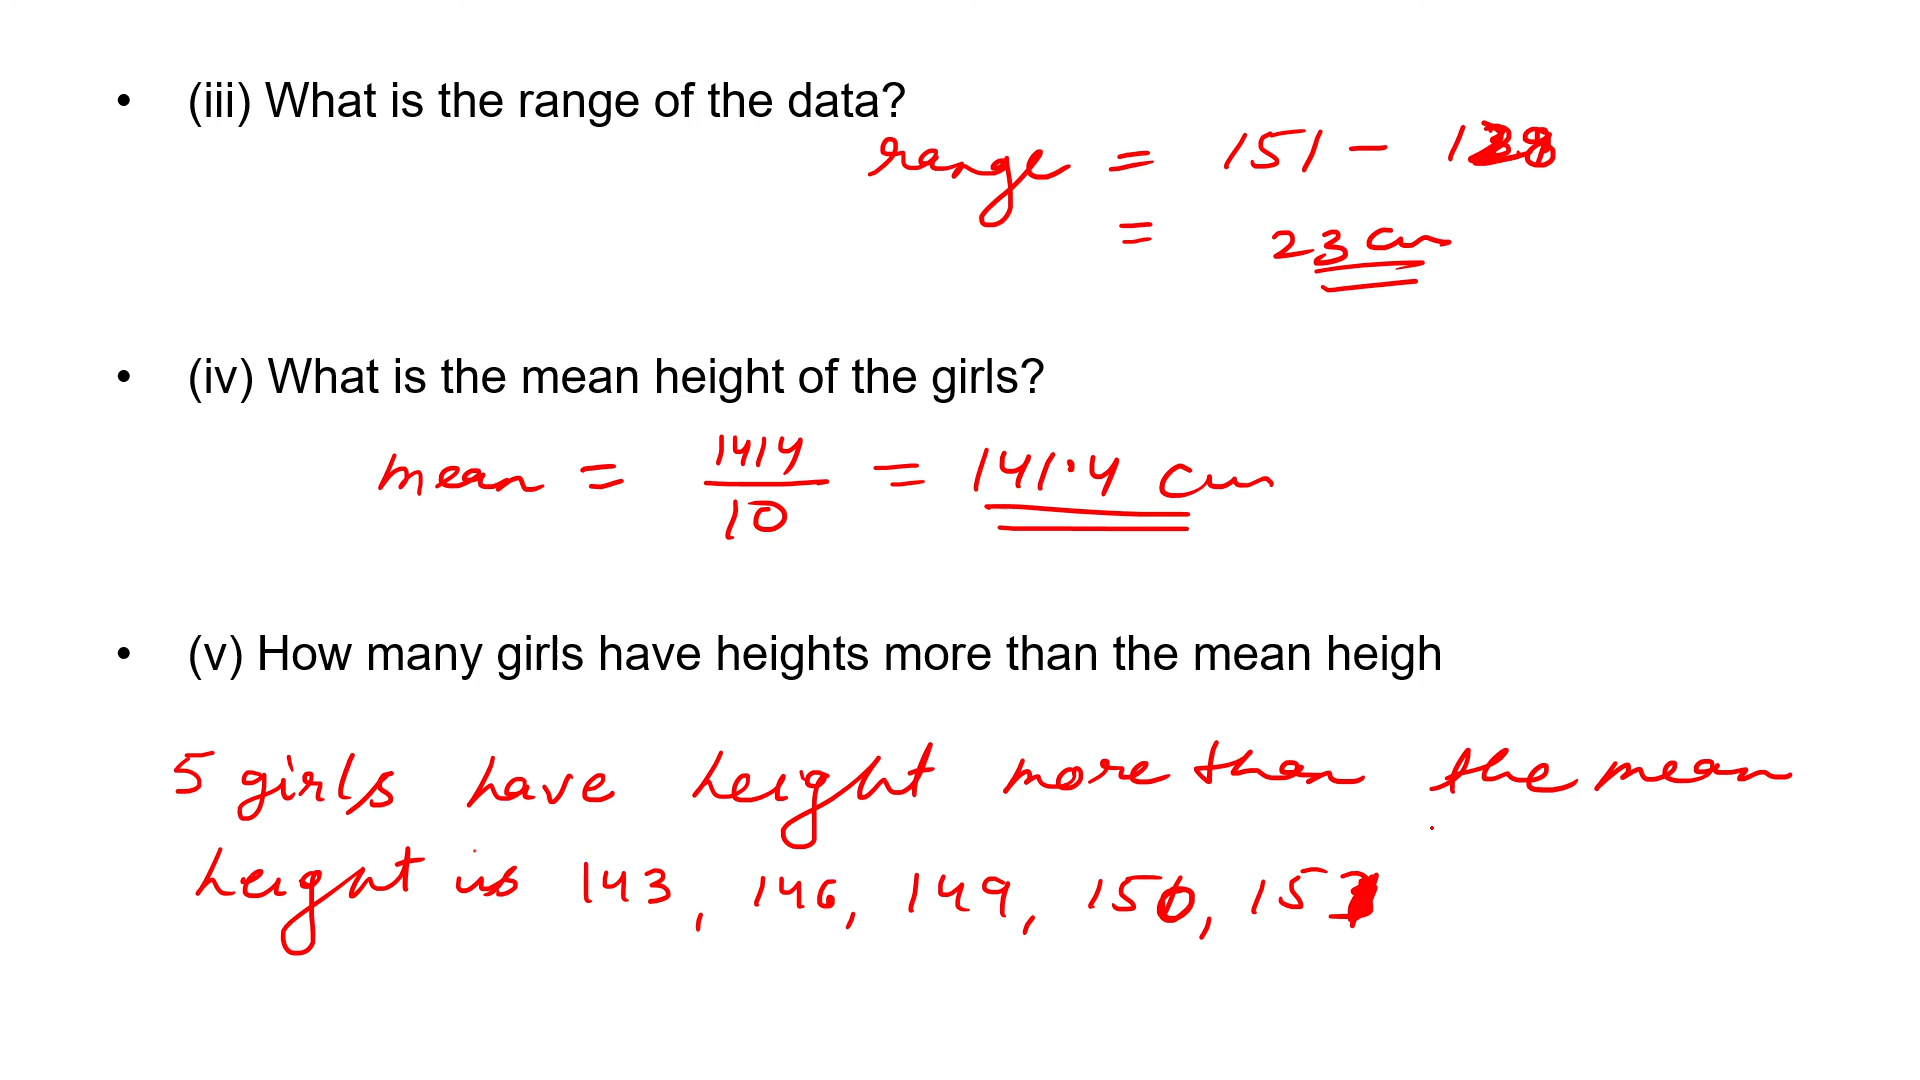 • (iii) What is the range of the data?
range = 151 - 128
= 23 cm
• (iv) What is the mean height of the girls?
mean = 1414/10 = 141.4 cm
• (v) How many girls have heights more than the mean heigh
5 girls have height more than the mean
height is 143, 146, 149, 150, 151